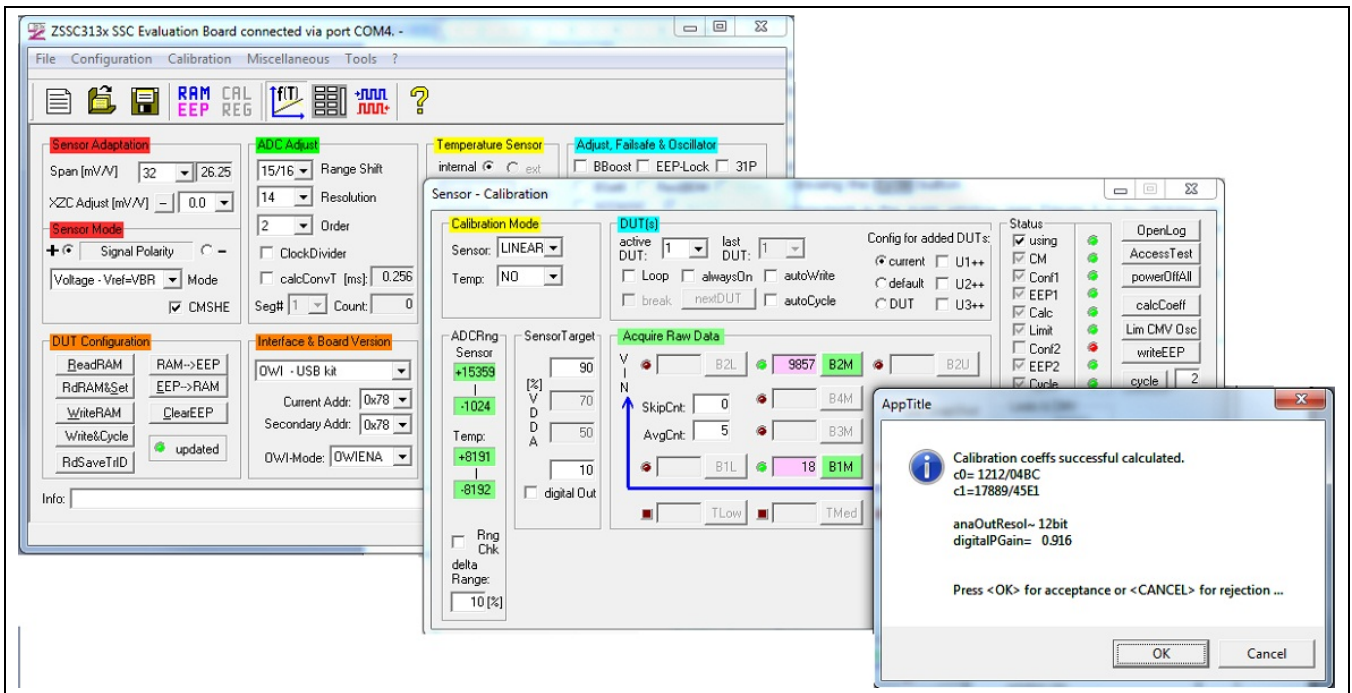 ZSSC313x SSC Evaluation Board connected via port COM4. -
File Configuration Calibration Miscellaneous Tools ?
RAM EEP CAL REG f(T) ?
Sensor Adaptation
Span [mV/V] 32 26.25
XZC Adjust [mV/V] - 0.0
Sensor Mode
+ Signal Polarity -
Voltage - Vref=VBR Mode
CMSHE
ADC Adjust
15/16 Range Shift
14 Resolution
2 Order
ClockDivider
calcConvT [ms]: 0.256
Seg# 1 Count: 0
Temperature Sensor
internal ext
Adjust, Failsafe & Oscillator
BBoost EEP-Lock 31P
DUT Configuration
ReadRAM RAM-->EEP
RdRAM&Set EEP-->RAM
WriteRAM ClearEEP
Write&Cycle updated
RdSaveTrID
Interface & Board Version
OWI - USB kit
Current Addr: 0x78
Secondary Addr: 0x78
OWI-Mode: OWIENA
Info:
Sensor - Calibration
Calibration Mode
Sensor: LINEAR
Temp: NO
DUT(s)
active DUT: 1 last DUT: 1
Loop alwaysOn autoWrite
break nextDUT autoCycle
Config for added DUTs:
current U1++
default U2++
DUT U3++
Status
using
CM
Conf1
EEP1
Calc
Limit
Conf2
EEP2
Cycle
OpenLog
AccessTest
powerOffAll
calcCoeff
Lim CMV Osc
writeEEP
cycle 2
ADCRng
Sensor
+15359
|
-1024
Temp:
+8191
|
-8192
Rng Chk
delta
Range:
10 [%]
SensorTarget
[%]
VDDA
90
70
50
10
digital Out
Acquire Raw Data
VIN
B2L 9857 B2M B2U
SkipCnt: 0 B4M
AvgCnt: 5 B3M
B1L 18 B1M
TLow TMed
AppTitle
Calibration coeffs successful calculated.
c0= 1212/04BC
c1=17889/45E1
anaOutResol~ 12bit
digitalPGain= 0.916
Press <OK> for acceptance or <CANCEL> for rejection ...
OK Cancel